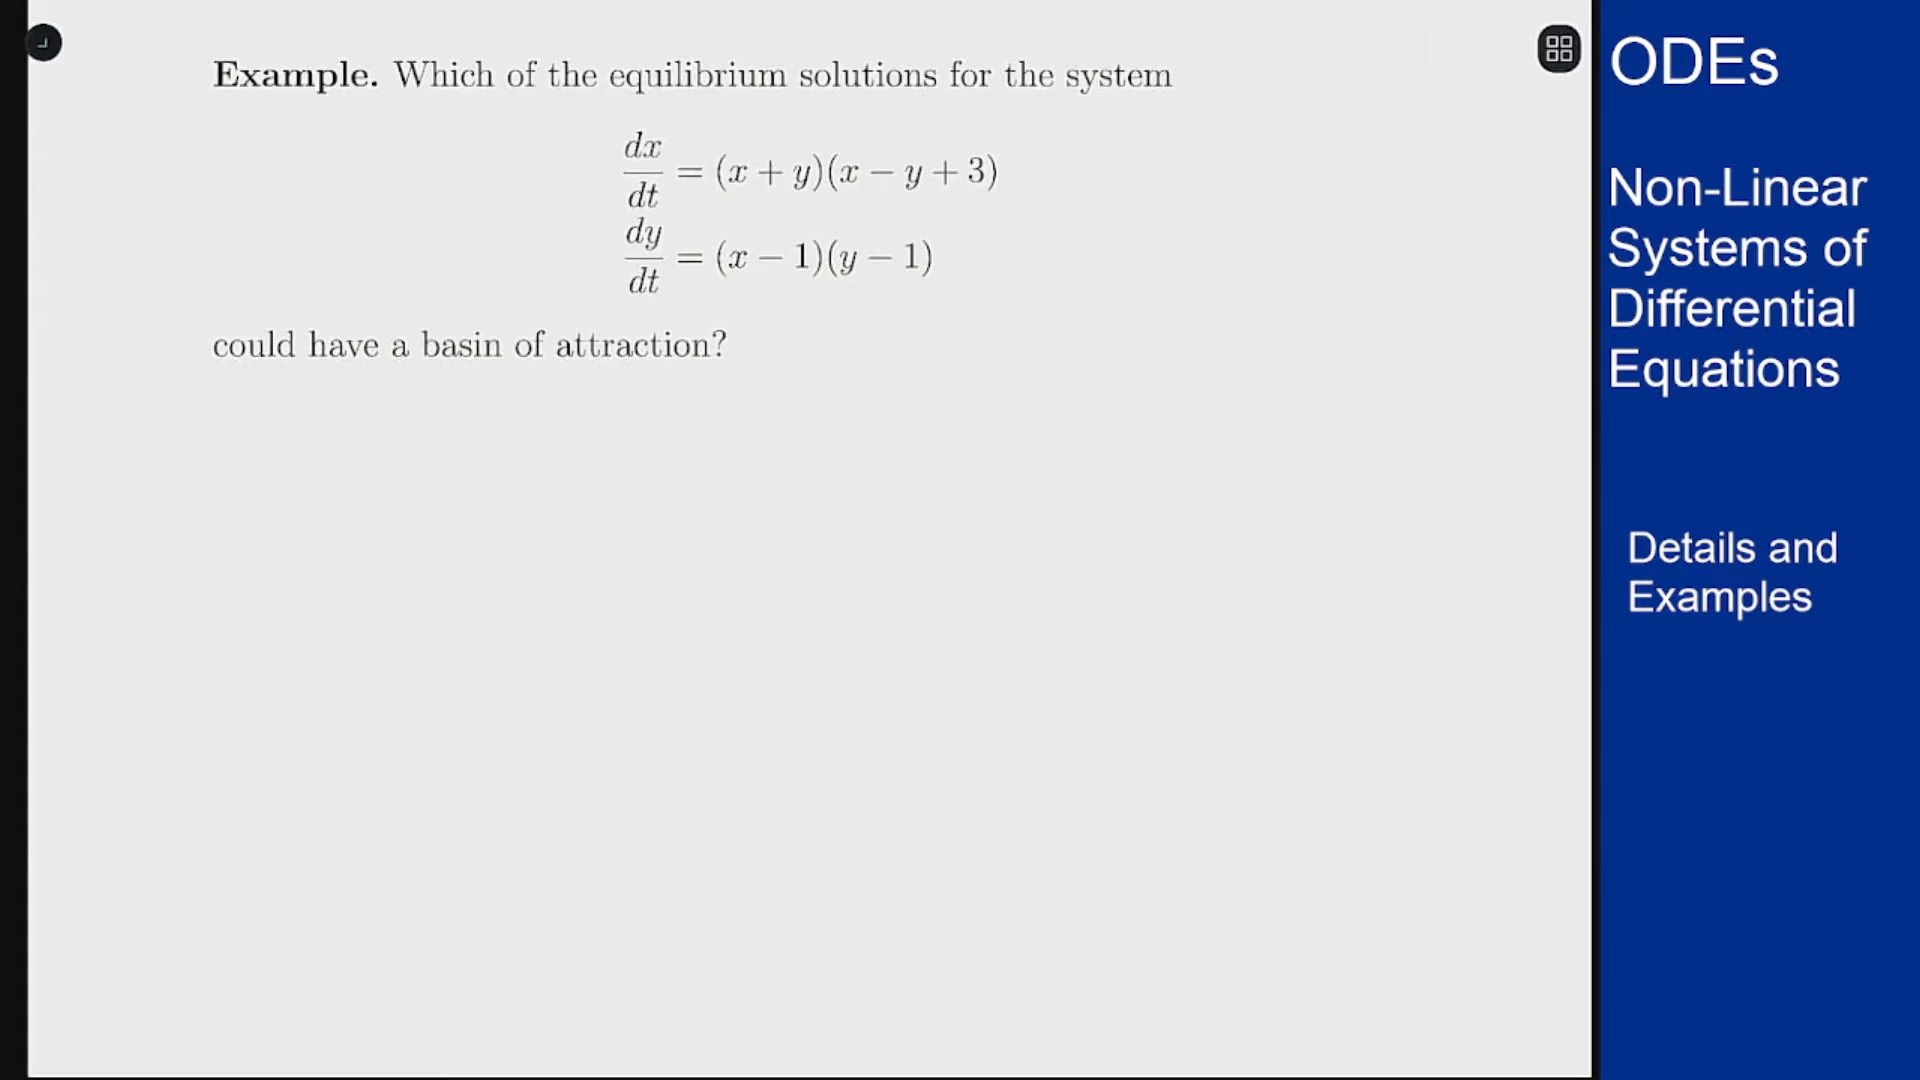 Example. Which of the equilibrium solutions for the system
dx/dt = (x + y)(x − y + 3)
dy/dt = (x − 1)(y − 1)
could have a basin of attraction?
ODEs
Non-Linear
Systems of
Differential
Equations
Details and
Examples